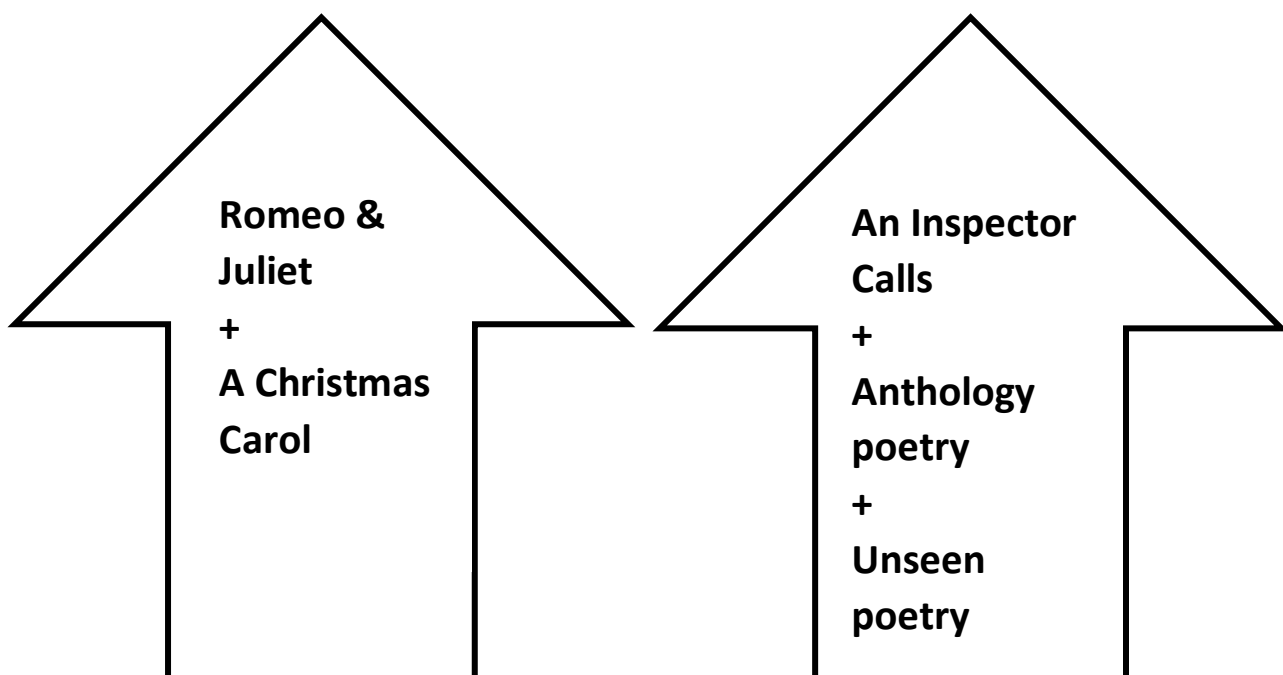 Romeo &
Juliet
+
A Christmas
Carol
An Inspector
Calls
+
Anthology
poetry
+
Unseen
poetry